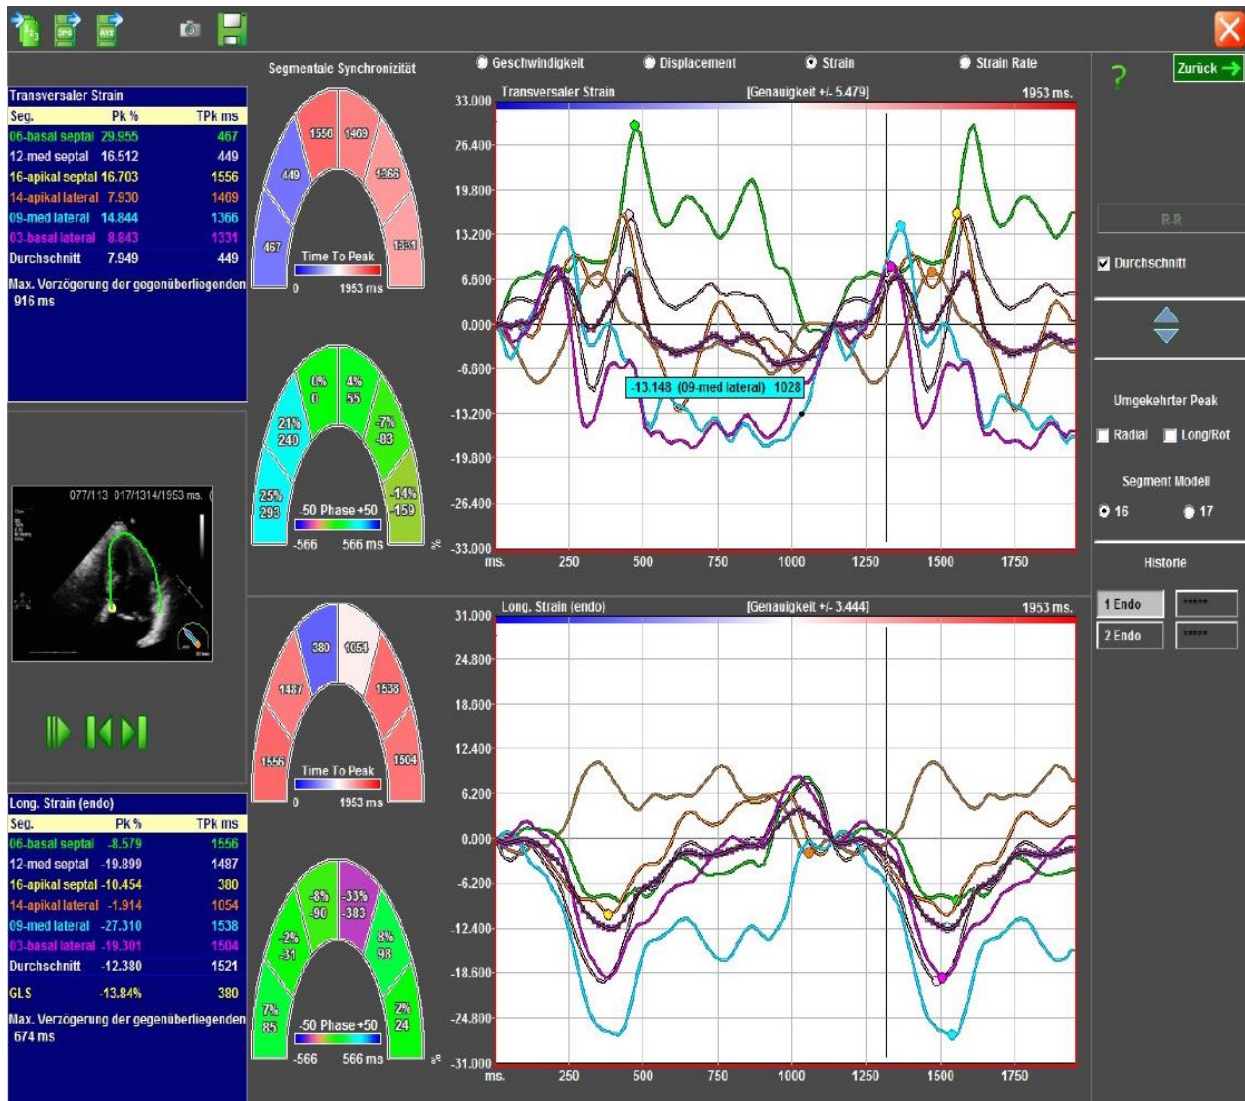 123
JPG
AVI
Zurück
?
Segmentale Synchronizität
Geschwindigkeit Displacement Strain Strain Rate
Transversaler Strain
Seg. Pk % TPk ms
06-basal septal 29.955 467
12-med septal 16.512 449
16-apikal septal 16.703 1556
14-apikal lateral 7.930 1469
09-med lateral 14.844 1366
03-basal lateral 8.843 1331
Durchschnitt 7.949 449
Max. Verzögerung der gegenüberliegenden
916 ms
1556 1469
449 1366
467 1331
Time To Peak
0 1953 ms
0% 4%
0 55
21% -7%
240 -83
25% -14%
293 -159
-50 Phase +50
-566 566 ms
%
Transversaler Strain [Genauigkeit +/- 5.479] 1953 ms.
33.000
26.400
19.800
13.200
6.600
0.000
-6.600
-13.200
-19.800
-26.400
-33.000
-13.148 (09-med lateral) 1028
ms. 250 500 750 1000 1250 1500 1750
R-R
Durchschnitt
Umgekehrter Peak
Radial Long/Rot
Segment Modell
16 17
Historie
1 Endo *****
2 Endo *****
077/113 017/1314/1953 ms. (
380 1054
1487 1538
1556 1504
Time To Peak
0 1953 ms
-8% -33%
-90 -383
-2% 8%
-31 98
7% 2%
85 24
-50 Phase +50
-566 566 ms
%
Long. Strain (endo) [Genauigkeit +/- 3.444] 1953 ms.
31.000
24.800
18.600
12.400
6.200
0.000
-6.200
-12.400
-18.600
-24.800
-31.000
ms. 250 500 750 1000 1250 1500 1750
Long. Strain (endo)
Seg. Pk % TPk ms
06-basal septal -8.579 1556
12-med septal -19.899 1487
16-apikal septal -10.454 380
14-apikal lateral -1.914 1054
09-med lateral -27.310 1538
03-basal lateral -19.301 1504
Durchschnitt -12.380 1521
GLS -13.84% 380
Max. Verzögerung der gegenüberliegenden
674 ms